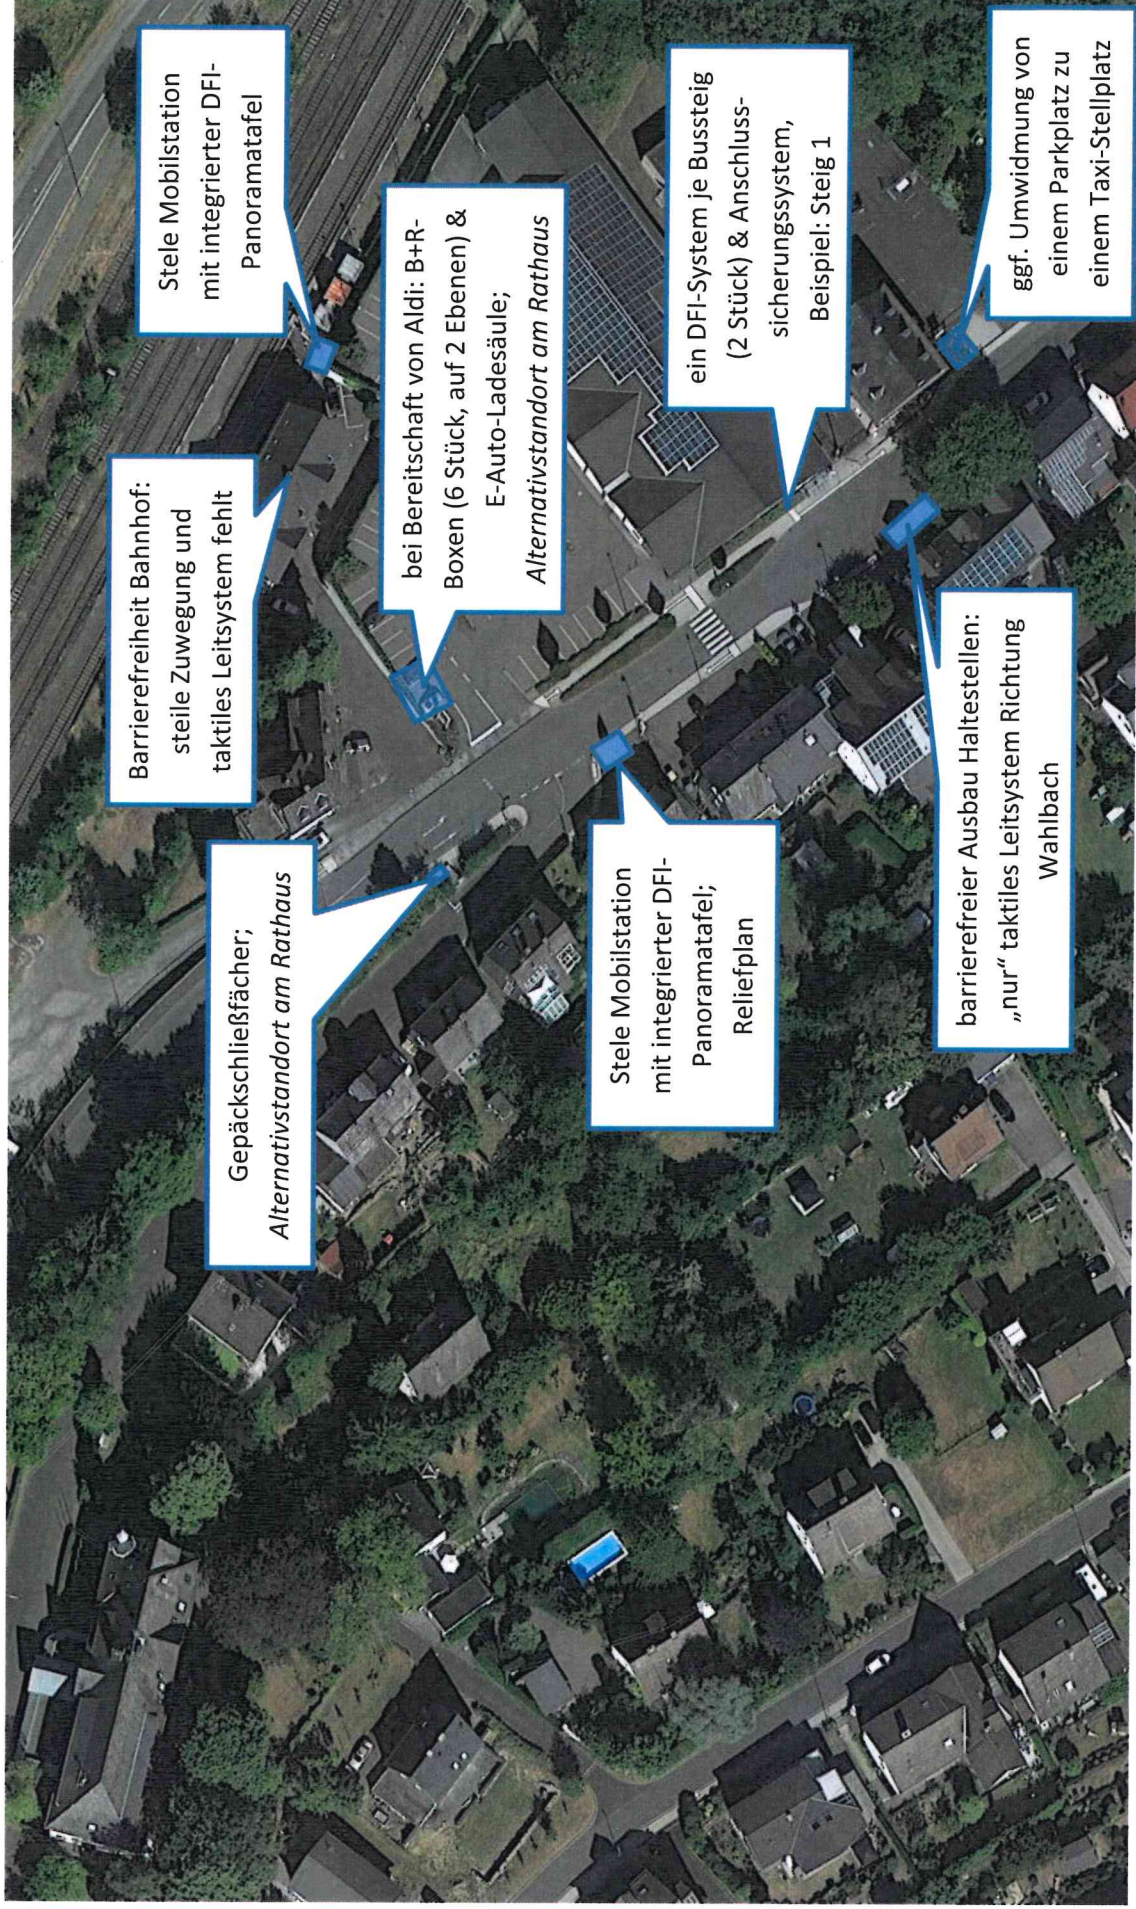 Barrierefreiheit Bahnhof:
steile Zuwegung und
taktiles Leitsystem fehlt
Stele Mobilstation
mit integrierter DFI-
Panoramatafel
Gepäckschließfächer;
Alternativstandort am Rathaus
bei Bereitschaft von Aldi: B+R-
Boxen (6 Stück, auf 2 Ebenen) &
E-Auto-Ladesäule;
Alternativstandort am Rathaus
Stele Mobilstation
mit integrierter DFI-
Panoramatafel;
Reliefplan
ein DFI-System je Bussteig
(2 Stück) & Anschluss-
sicherungssystem,
Beispiel: Steig 1
barrierefreier Ausbau Haltestellen:
„nur“ taktiles Leitsystem Richtung
Wahlbach
ggf. Umwidmung von
einem Parkplatz zu
einem Taxi-Stellplatz